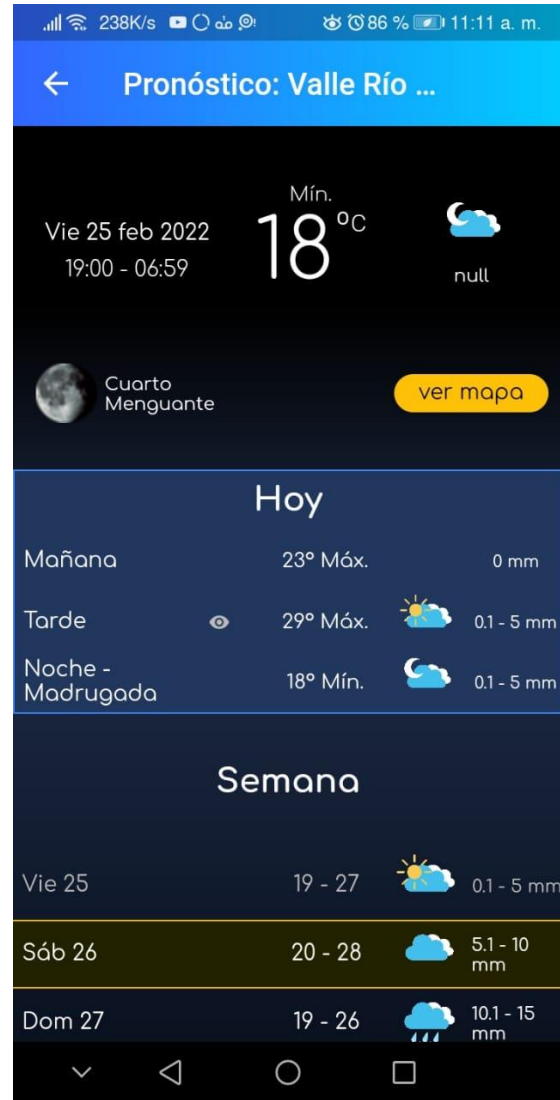 238K/s 86 % 11:11 a. m.
Pronóstico: Valle Río ...
Mín.
Vie 25 feb 2022 18 °C
19:00 - 06:59 null
Cuarto
Menguante
ver mapa
Hoy
Mañana 23° Máx. 0 mm
Tarde 29° Máx. 0.1 - 5 mm
Noche -
Madrugada 18° Mín. 0.1 - 5 mm
Semana
Vie 25 19 - 27 0.1 - 5 mm
Sáb 26 20 - 28 5.1 - 10
mm
Dom 27 19 - 26 10.1 - 15
mm